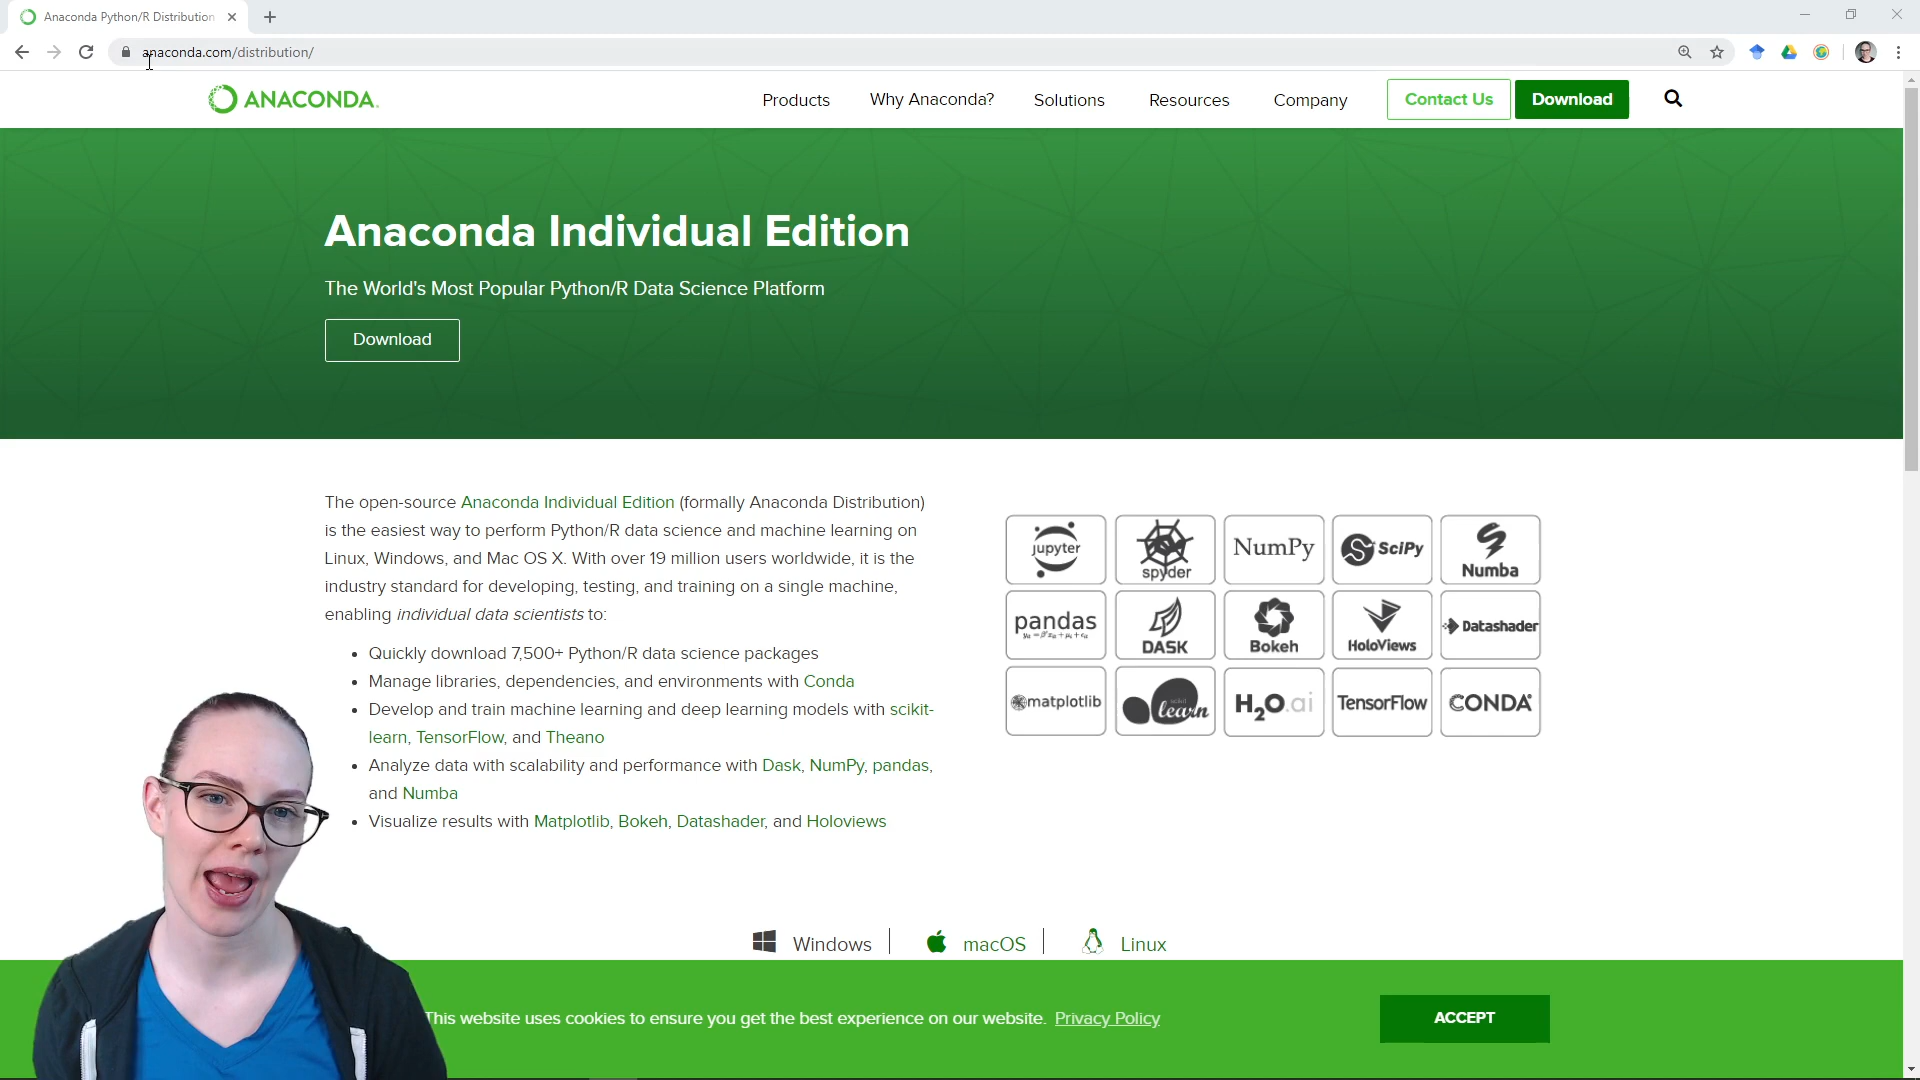 Anaconda Python/R Distribution
anaconda.com/distribution/
ANACONDA.
Products
Why Anaconda?
Solutions
Resources
Company
Contact Us
Download
Anaconda Individual Edition
The World's Most Popular Python/R Data Science Platform
Download
The open-source Anaconda Individual Edition (formally Anaconda Distribution)
is the easiest way to perform Python/R data science and machine learning on
Linux, Windows, and Mac OS X. With over 19 million users worldwide, it is the
industry standard for developing, testing, and training on a single machine,
enabling individual data scientists to:
• Quickly download 7,500+ Python/R data science packages
• Manage libraries, dependencies, and environments with Conda
• Develop and train machine learning and deep learning models with scikit-
learn, TensorFlow, and Theano
• Analyze data with scalability and performance with Dask, NumPy, pandas,
and Numba
• Visualize results with Matplotlib, Bokeh, Datashader, and Holoviews
jupyter
spyder
NumPy
SciPy
Numba
pandas
DASK
Bokeh
HoloViews
Datashader
matplotlib
scikit
learn
H2O.ai
TensorFlow
CONDA
Windows
macOS
Linux
This website uses cookies to ensure you get the best experience on our website. Privacy Policy
ACCEPT